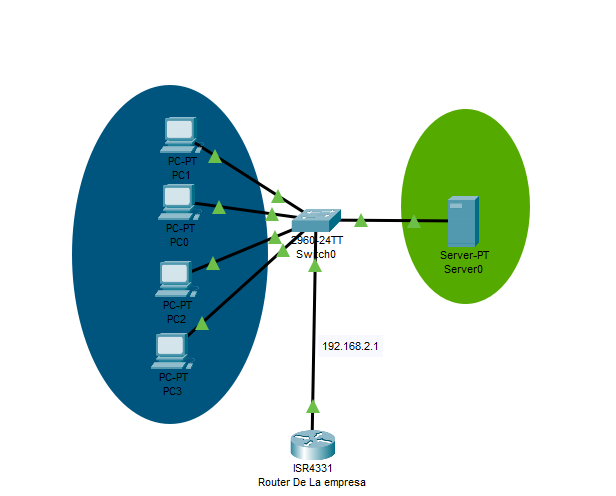 PC-PT
PC1
PC-PT
PC0
PC-PT
PC2
PC-PT
PC3
2960-24TT
Switch0
Server-PT
Server0
192.168.2.1
ISR4331
Router De La empresa